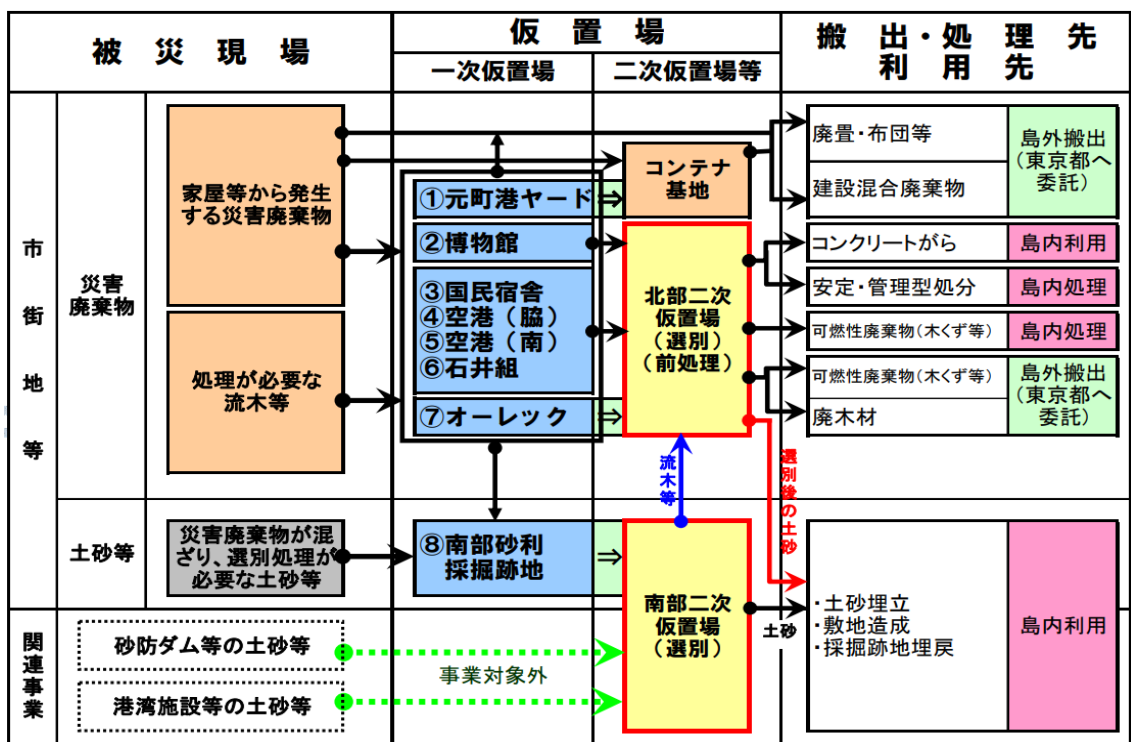 被災現場
仮置場
一次仮置場
二次仮置場等
搬出・処理先
利用先
市街地等
災害
廃棄物
家屋等から発生
する災害廃棄物
処理が必要な
流木等
①元町港ヤード
⇒
②博物館
③国民宿舎
④空港（脇）
⑤空港（南）
⑥石井組
⑦オーレック
⇒
コンテナ
基地
北部二次
仮置場
（選別）
（前処理）
廃畳・布団等
建設混合廃棄物
島外搬出
（東京都へ
委託）
コンクリートがら
島内利用
安定・管理型処分
島内処理
可燃性廃棄物（木くず等）
島内処理
可燃性廃棄物（木くず等）
廃木材
島外搬出
（東京都へ
委託）
流木等
選別後の土砂
土砂等
災害廃棄物が混
ざり、選別処理が
必要な土砂等
⑧南部砂利
採掘跡地
⇒
南部二次
仮置場
（選別）
土砂
・土砂埋立
・敷地造成
・採掘跡地埋戻
島内利用
関連事業
砂防ダム等の土砂等
事業対象外
港湾施設等の土砂等